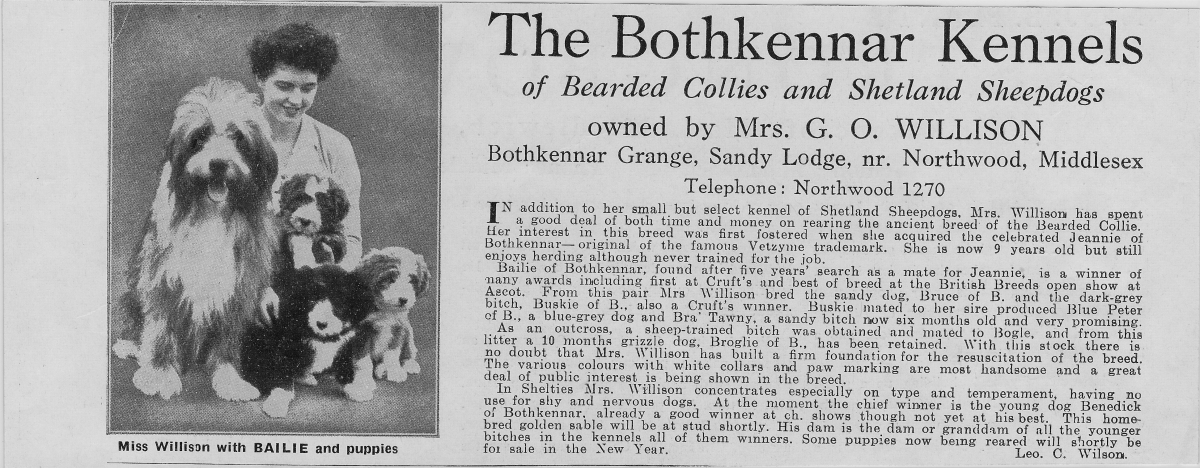 The Bothkennar Kennels
of Bearded Collies and Shetland Sheepdogs
owned by Mrs. G. O. WILLISON
Bothkennar Grange, Sandy Lodge, nr. Northwood, Middlesex
Telephone: Northwood 1270
IN addition to her small but select kennel of Shetland Sheepdogs, Mrs. Willison has spent
a good deal of both time and money on rearing the ancient breed of the Bearded Collie.
Her interest in this breed was first fostered when she acquired the celebrated Jeannie of
Bothkennar—original of the famous Vetzyme trademark. She is now 9 years old but still
enjoys herding although never trained for the job.
Bailie of Bothkennar, found after five years' search as a mate for Jeannie, is a winner of
many awards including first at Cruft's and best of breed at the British Breeds open show at
Ascot. From this pair Mrs Willison bred the sandy dog, Bruce of B. and the dark-grey
bitch, Buskie of B., also a Cruft's winner. Buskie mated to her sire produced Blue Peter
of B., a blue-grey dog and Bra' Tawny, a sandy bitch now six months old and very promising.
As an outcross, a sheep-trained bitch was obtained and mated to Bogle, and from this
litter a 10 months grizzle dog, Broglie of B., has been retained. With this stock there is
no doubt that Mrs. Willison has built a firm foundation for the resuscitation of the breed.
The various colours with white collars and paw marking are most handsome and a great
deal of public interest is being shown in the breed.
In Shelties Mrs. Willison concentrates especially on type and temperament, having no
use for shy and nervous dogs. At the moment the chief winner is the young dog Benedick
of Bothkennar, already a good winner at ch. shows though not yet at his best. This home-
bred golden sable will be at stud shortly. His dam is the dam or granddam of all the younger
bitches in the kennels all of them winners. Some puppies now being reared will shortly be
for sale in the New Year.
Leo. C. Wilson.
Miss Willison with BAILIE and puppies